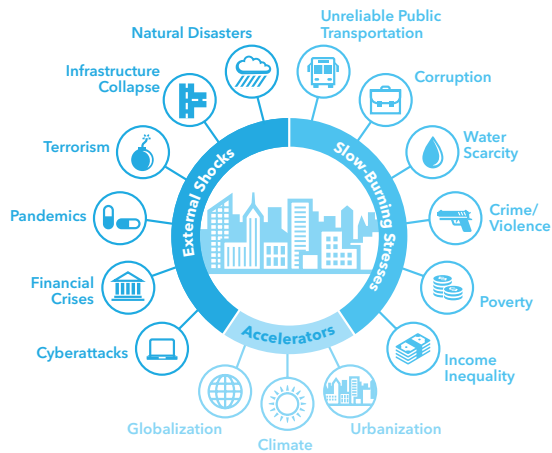 Natural Disasters
Unreliable Public
Transportation
Infrastructure
Collapse
Corruption
Terrorism
Water
Scarcity
Pandemics
Crime/
Violence
Financial
Crises
Poverty
Cyberattacks
Income
Inequality
External Shocks
Slow-Burning Stresses
Accelerators
Globalization
Climate
Urbanization